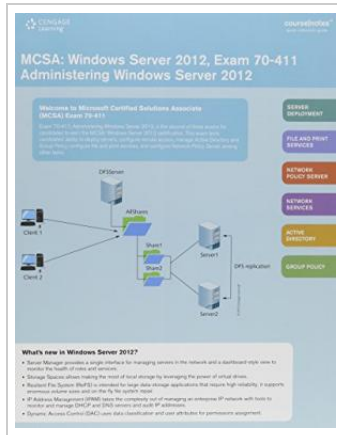 CENGAGE
Learning
coursenotes
MCSA: Windows Server 2012, Exam 70-411
Administering Windows Server 2012
Welcome to Microsoft Certified Solutions Associate
(MCSA) Exam 70-411
SERVER
DEPLOYMENT
FILE AND PRINT
SERVICES
NETWORK
POLICY SERVER
NETWORK
SERVICES
ACTIVE
DIRECTORY
GROUP POLICY
DFSServer
AllShares
Client 1
Client 2
Share1
Share2
Server1
DFS replication
Server2
What's new in Windows Server 2012?
• Server Manager provides a single interface for managing servers in the network and a dashboard-style view to
monitor the health of roles and services.
• Storage Spaces allows making the most of local storage by leveraging the power of virtual drives.
• Resilient File System (ReFS) is intended for large data storage applications that require high reliability. It supports
enormous volume sizes and on the fly file system repair.
• IP Address Management (IPAM) takes the complexity out of managing an enterprise IP network with tools to
monitor and manage DHCP and DNS servers and audit IP addresses.
• Dynamic Access Control (DAC) uses data classification and user attributes for permissions assignment.